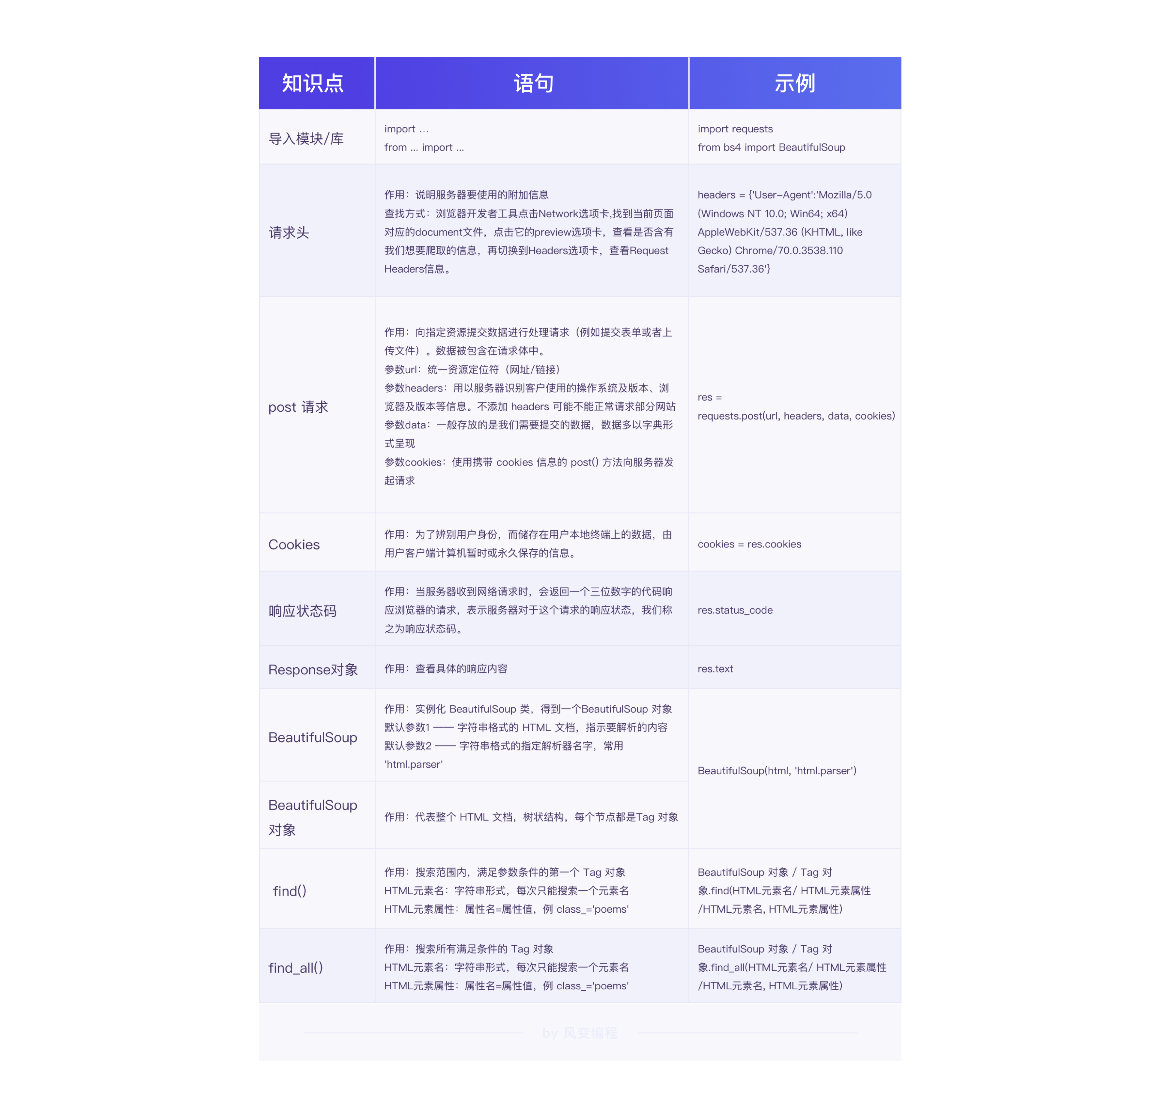 知识点 语句 示例
导入模块/库
import ...
from ... import ...
import requests
from bs4 import BeautifulSoup
请求头
作用：说明服务器要使用的附加信息
查找方式：浏览器开发者工具点击Network选项卡,找到当前页面
对应的document文件，点击它的preview选项卡，查看是否含有
我们想要爬取的信息，再切换到Headers选项卡，查看Request
Headers信息。
headers = {'User-Agent':'Mozilla/5.0
(Windows NT 10.0; Win64; x64)
AppleWebKit/537.36 (KHTML, like
Gecko) Chrome/70.0.3538.110
Safari/537.36'}
post 请求
作用：向指定资源提交数据进行处理请求（例如提交表单或者上
传文件）。数据被包含在请求体中。
参数url：统一资源定位符（网址/链接）
参数headers：用以服务器识别客户使用的操作系统及版本、浏
览器及版本等信息。不添加 headers 可能不能正常请求部分网站
参数data：一般存放的是我们需要提交的数据，数据多以字典形
式呈现
参数cookies：使用携带 cookies 信息的 post() 方法向服务器发
起请求
res =
requests.post(url, headers, data, cookies)
Cookies
作用：为了辨别用户身份，而储存在用户本地终端上的数据，由
用户客户端计算机暂时或永久保存的信息。
cookies = res.cookies
响应状态码
作用：当服务器收到网络请求时，会返回一个三位数字的代码响
应浏览器的请求，表示服务器对于这个请求的响应状态，我们称
之为响应状态码。
res.status_code
Response对象
作用：查看具体的响应内容
res.text
BeautifulSoup
作用：实例化 BeautifulSoup 类，得到一个BeautifulSoup 对象
默认参数1 —— 字符串格式的 HTML 文档，指示要解析的内容
默认参数2 —— 字符串格式的指定解析器名字，常用
'html.parser'
BeautifulSoup(html, 'html.parser')
BeautifulSoup
对象
作用：代表整个 HTML 文档，树状结构，每个节点都是Tag 对象
find()
作用：搜索范围内，满足参数条件的第一个 Tag 对象
HTML元素名：字符串形式，每次只能搜索一个元素名
HTML元素属性：属性名=属性值，例 class_='poems'
BeautifulSoup 对象 / Tag 对
象.find(HTML元素名/ HTML元素属性
/HTML元素名, HTML元素属性)
find_all()
作用：搜索所有满足条件的 Tag 对象
HTML元素名：字符串形式，每次只能搜索一个元素名
HTML元素属性：属性名=属性值，例 class_='poems'
BeautifulSoup 对象 / Tag 对
象.find_all(HTML元素名/ HTML元素属性
/HTML元素名, HTML元素属性)
by 风变编程